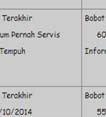 Terakhir Bobot
um Pernah Servis 60
Tempuh Infor
Terakhir Bobot
/10/2014 55